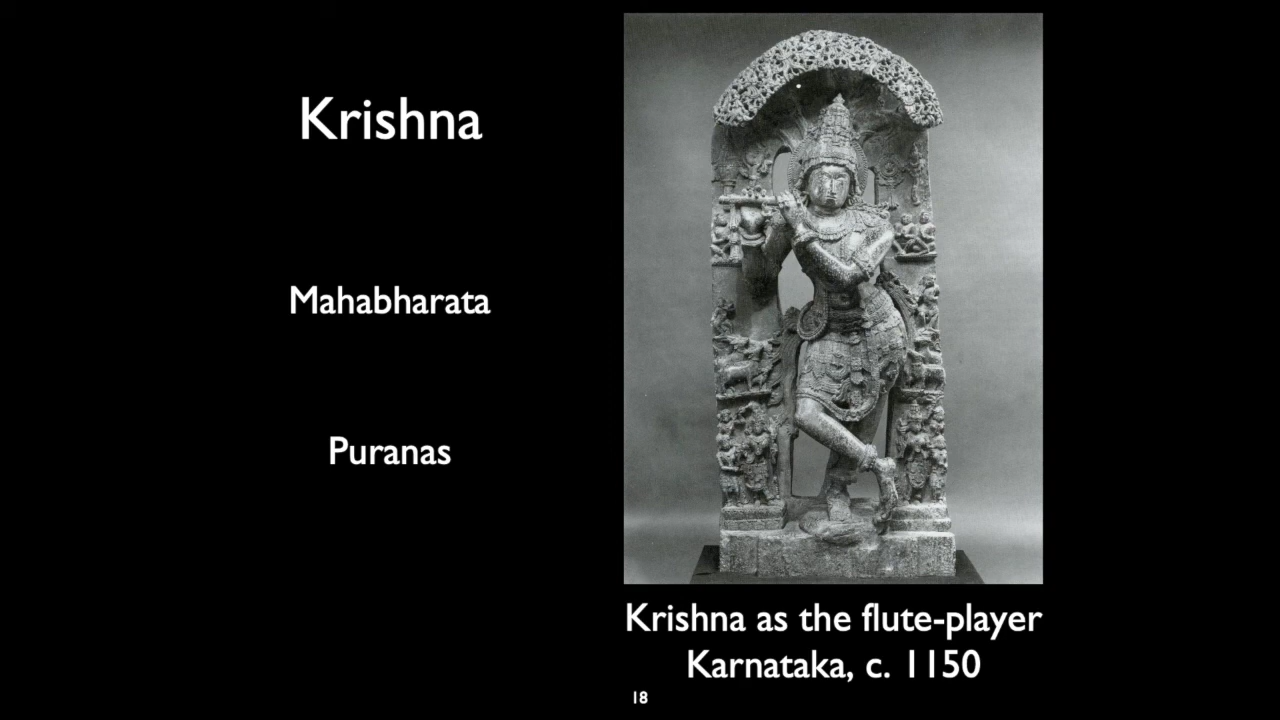 Krishna
Mahabharata
Puranas
Krishna as the flute-player
Karnataka, c. 1150
18